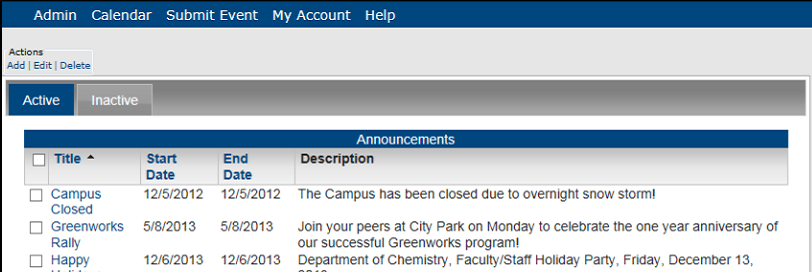 Admin Calendar Submit Event My Account Help
Actions
Add | Edit | Delete
Active Inactive
Announcements
Title Start Date End Date Description
Campus Closed 12/5/2012 12/5/2012 The Campus has been closed due to overnight snow storm!
Greenworks Rally 5/8/2013 5/8/2013 Join your peers at City Park on Monday to celebrate the one year anniversary of
our successful Greenworks program!
Happy 12/6/2013 12/6/2013 Department of Chemistry, Faculty/Staff Holiday Party, Friday, December 13,